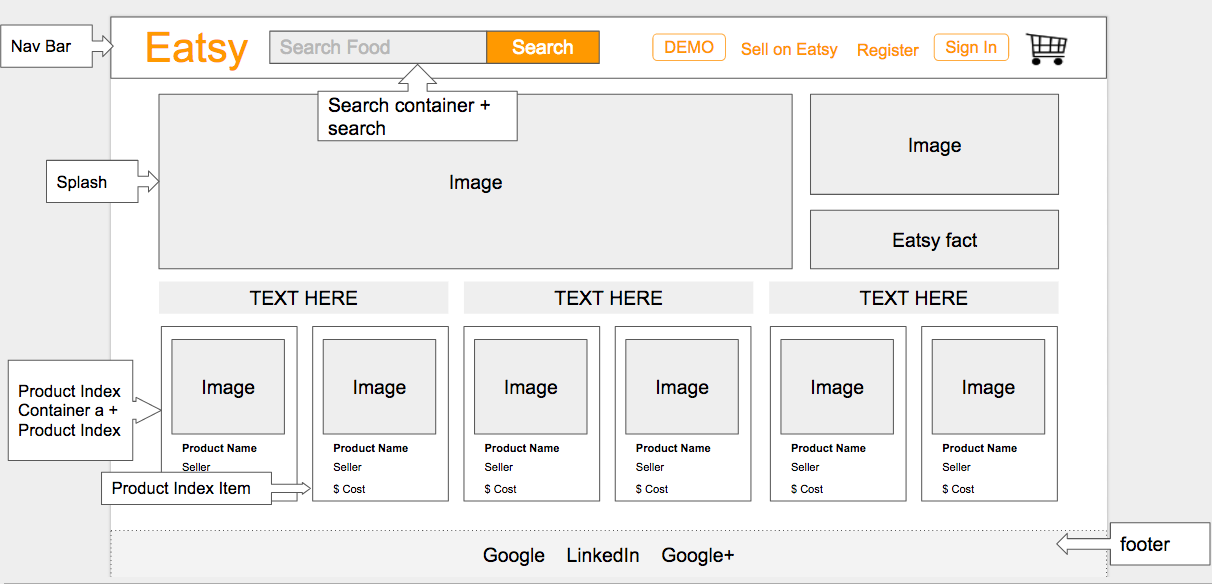 Nav Bar
Eatsy
Search Food
Search
DEMO
Sell on Eatsy
Register
Sign In
Search container +
search
Splash
Image
Image
Eatsy fact
TEXT HERE
TEXT HERE
TEXT HERE
Product Index
Container a +
Product Index
Image
Product Name
Seller
Image
Product Name
Seller
$ Cost
Image
Product Name
Seller
$ Cost
Image
Product Name
Seller
$ Cost
Image
Product Name
Seller
$ Cost
Image
Product Name
Seller
$ Cost
Product Index Item
Google
LinkedIn
Google+
footer